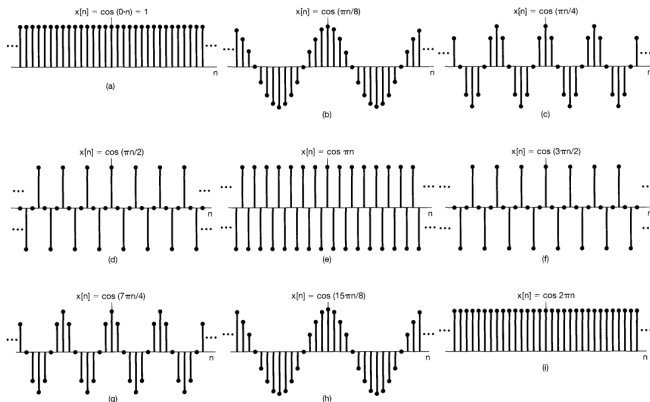 x[n] = cos (0·n) = 1
x[n] = cos (πn/8)
x[n] = cos (πn/4)
n
n
n
(a)
(b)
(c)
x[n] = cos (πn/2)
x[n] = cos πn
x[n] = cos (3πn/2)
n
n
n
(d)
(e)
(f)
x[n] = cos (7πn/4)
x[n] = cos (15πn/8)
x[n] = cos 2πn
n
n
n
(g)
(h)
(i)